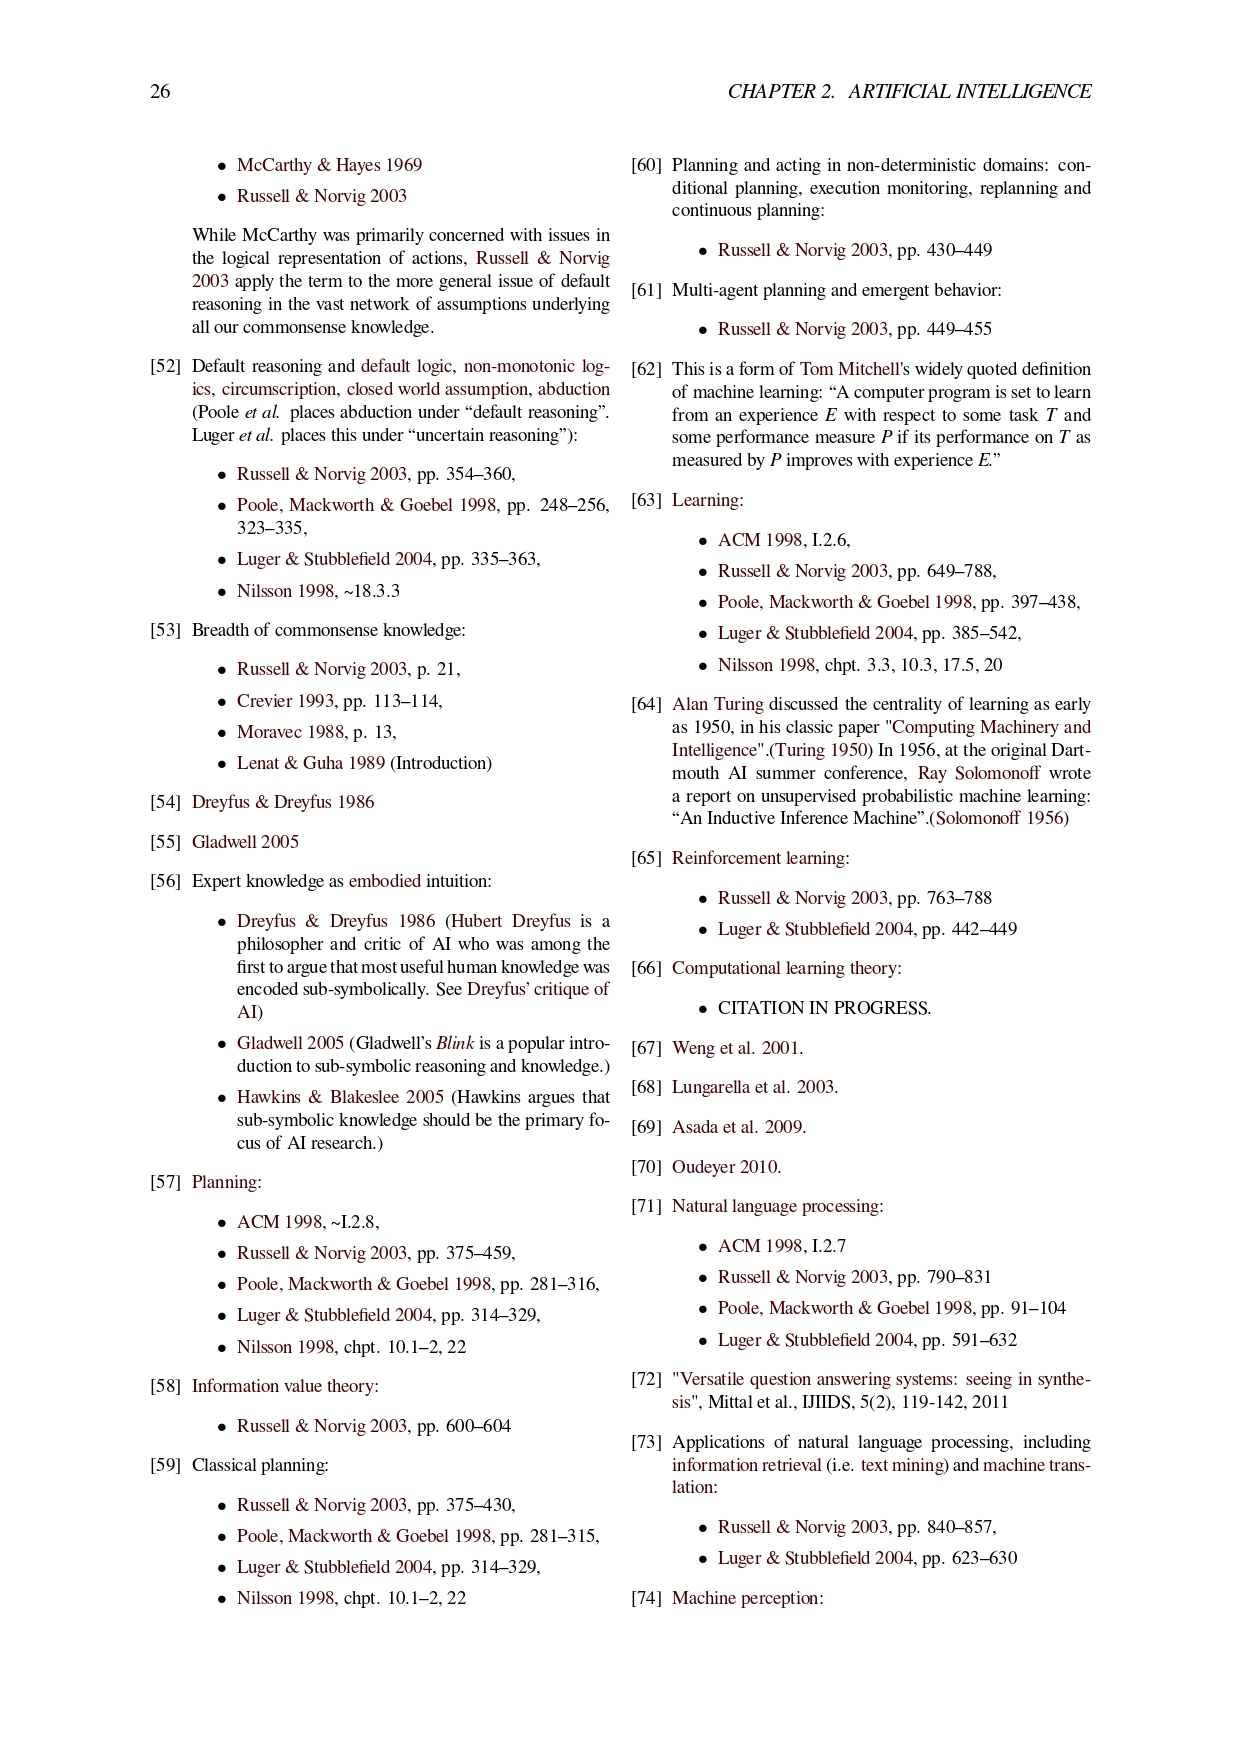 26
CHAPTER 2. ARTIFICIAL INTELLIGENCE
• McCarthy & Hayes 1969
• Russell & Norvig 2003
While McCarthy was primarily concerned with issues in
the logical representation of actions, Russell & Norvig
2003 apply the term to the more general issue of default
reasoning in the vast network of assumptions underlying
all our commonsense knowledge.
[52] Default reasoning and default logic, non-monotonic log-
ics, circumscription, closed world assumption, abduction
(Poole et al. places abduction under “default reasoning”.
Luger et al. places this under “uncertain reasoning”):
• Russell & Norvig 2003, pp. 354–360,
• Poole, Mackworth & Goebel 1998, pp. 248–256,
323–335,
• Luger & Stubblefield 2004, pp. 335–363,
• Nilsson 1998, ~18.3.3
[53] Breadth of commonsense knowledge:
• Russell & Norvig 2003, p. 21,
• Crevier 1993, pp. 113–114,
• Moravec 1988, p. 13,
• Lenat & Guha 1989 (Introduction)
[54] Dreyfus & Dreyfus 1986
[55] Gladwell 2005
[56] Expert knowledge as embodied intuition:
• Dreyfus & Dreyfus 1986 (Hubert Dreyfus is a
philosopher and critic of AI who was among the
first to argue that most useful human knowledge was
encoded sub-symbolically. See Dreyfus’ critique of
AI)
• Gladwell 2005 (Gladwell’s Blink is a popular intro-
duction to sub-symbolic reasoning and knowledge.)
• Hawkins & Blakeslee 2005 (Hawkins argues that
sub-symbolic knowledge should be the primary fo-
cus of AI research.)
[57] Planning:
• ACM 1998, ~I.2.8,
• Russell & Norvig 2003, pp. 375–459,
• Poole, Mackworth & Goebel 1998, pp. 281–316,
• Luger & Stubblefield 2004, pp. 314–329,
• Nilsson 1998, chpt. 10.1–2, 22
[58] Information value theory:
• Russell & Norvig 2003, pp. 600–604
[59] Classical planning:
• Russell & Norvig 2003, pp. 375–430,
• Poole, Mackworth & Goebel 1998, pp. 281–315,
• Luger & Stubblefield 2004, pp. 314–329,
• Nilsson 1998, chpt. 10.1–2, 22
[60] Planning and acting in non-deterministic domains: con-
ditional planning, execution monitoring, replanning and
continuous planning:
• Russell & Norvig 2003, pp. 430–449
[61] Multi-agent planning and emergent behavior:
• Russell & Norvig 2003, pp. 449–455
[62] This is a form of Tom Mitchell's widely quoted definition
of machine learning: “A computer program is set to learn
from an experience E with respect to some task T and
some performance measure P if its performance on T as
measured by P improves with experience E.”
[63] Learning:
• ACM 1998, I.2.6,
• Russell & Norvig 2003, pp. 649–788,
• Poole, Mackworth & Goebel 1998, pp. 397–438,
• Luger & Stubblefield 2004, pp. 385–542,
• Nilsson 1998, chpt. 3.3, 10.3, 17.5, 20
[64] Alan Turing discussed the centrality of learning as early
as 1950, in his classic paper "Computing Machinery and
Intelligence".(Turing 1950) In 1956, at the original Dart-
mouth AI summer conference, Ray Solomonoff wrote
a report on unsupervised probabilistic machine learning:
“An Inductive Inference Machine”.(Solomonoff 1956)
[65] Reinforcement learning:
• Russell & Norvig 2003, pp. 763–788
• Luger & Stubblefield 2004, pp. 442–449
[66] Computational learning theory:
• CITATION IN PROGRESS.
[67] Weng et al. 2001.
[68] Lungarella et al. 2003.
[69] Asada et al. 2009.
[70] Oudeyer 2010.
[71] Natural language processing:
• ACM 1998, I.2.7
• Russell & Norvig 2003, pp. 790–831
• Poole, Mackworth & Goebel 1998, pp. 91–104
• Luger & Stubblefield 2004, pp. 591–632
[72] "Versatile question answering systems: seeing in synthe-
sis", Mittal et al., IJIIDS, 5(2), 119-142, 2011
[73] Applications of natural language processing, including
information retrieval (i.e. text mining) and machine trans-
lation:
• Russell & Norvig 2003, pp. 840–857,
• Luger & Stubblefield 2004, pp. 623–630
[74] Machine perception: